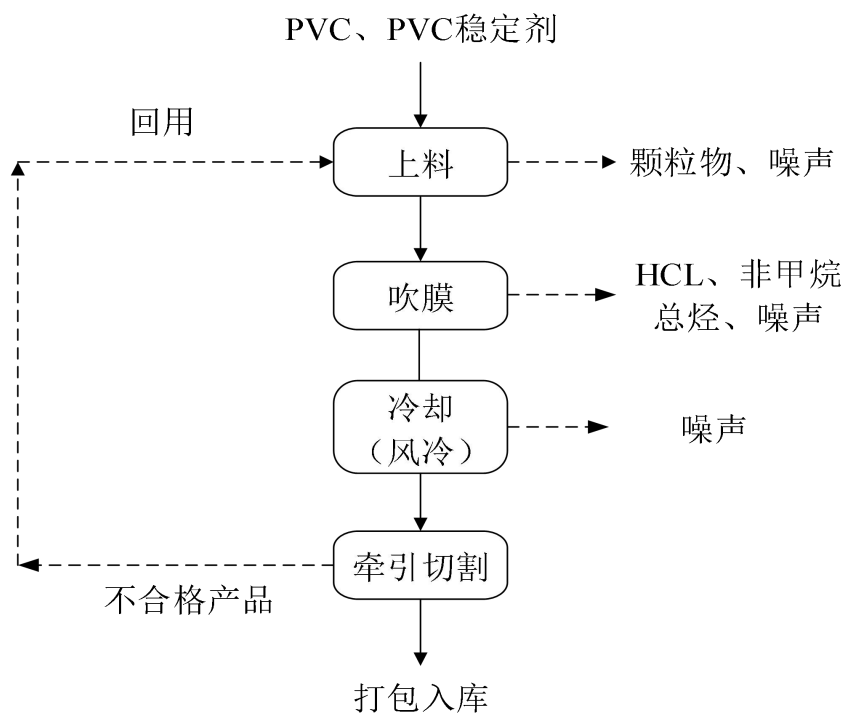 PVC、PVC稳定剂
回用
上料
颗粒物、噪声
吹膜
HCL、非甲烷
总烃、噪声
冷却
（风冷）
噪声
牵引切割
不合格产品
打包入库